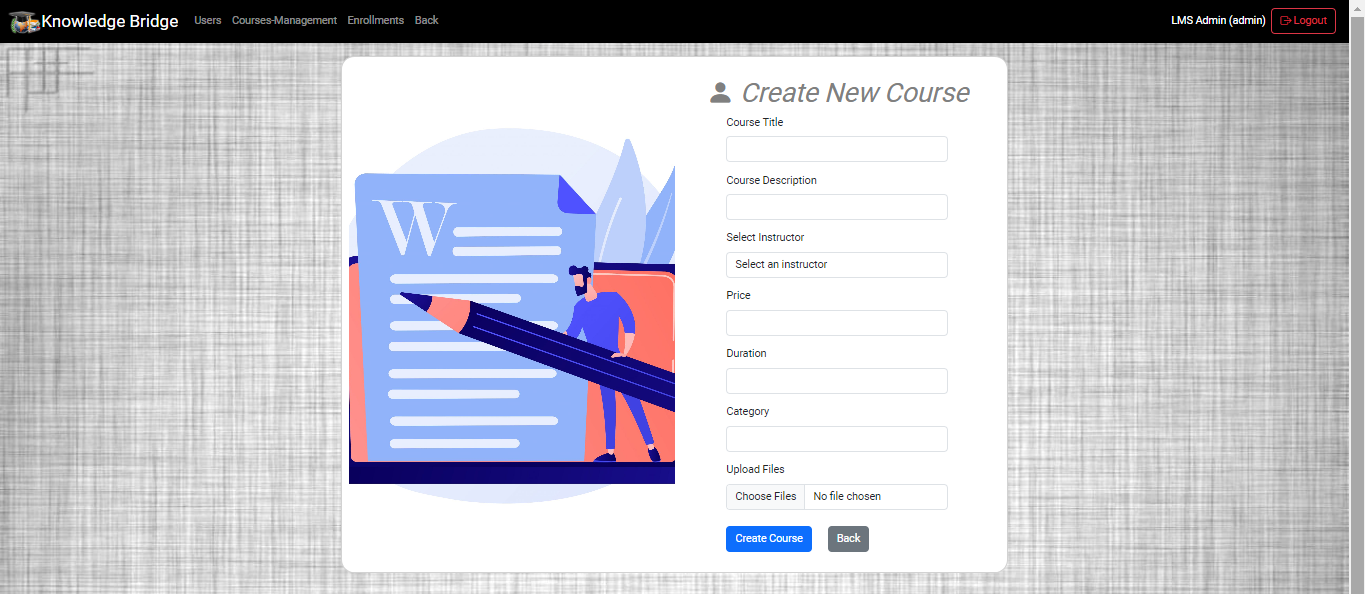 Knowledge Bridge Users Courses-Management Enrollments Back LMS Admin (admin) Logout
Create New Course
Course Title
Course Description
Select Instructor
Select an instructor
Price
Duration
Category
Upload Files
Choose Files No file chosen
Create Course Back
W